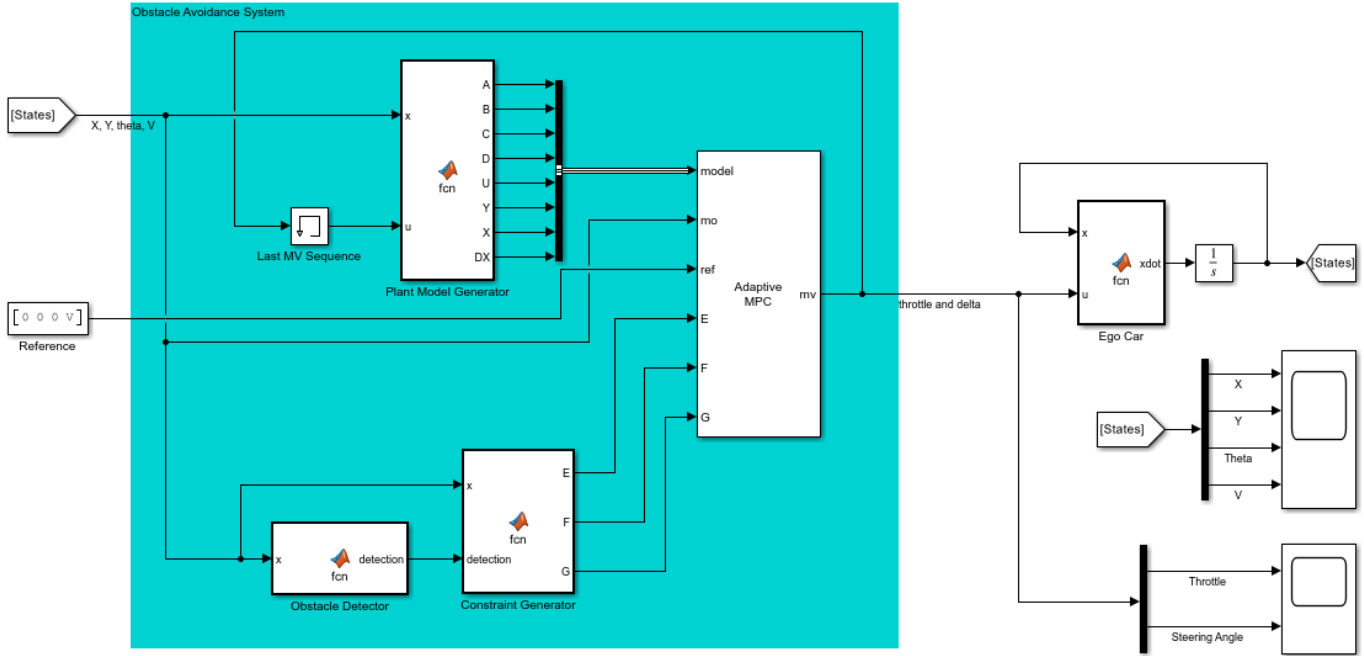 Obstacle Avoidance System
[States]
X, Y, theta, V
x
u
fcn
A
B
C
D
U
Y
X
DX
Plant Model Generator
Last MV Sequence
[0 0 0 V]
Reference
model
mo
ref
E
F
G
Adaptive
MPC
mv
throttle and delta
x
u
fcn
xdot
Ego Car
1
s
[States]
x
fcn
detection
Obstacle Detector
x
detection
fcn
E
F
G
Constraint Generator
[States]
X
Y
Theta
V
Throttle
Steering Angle